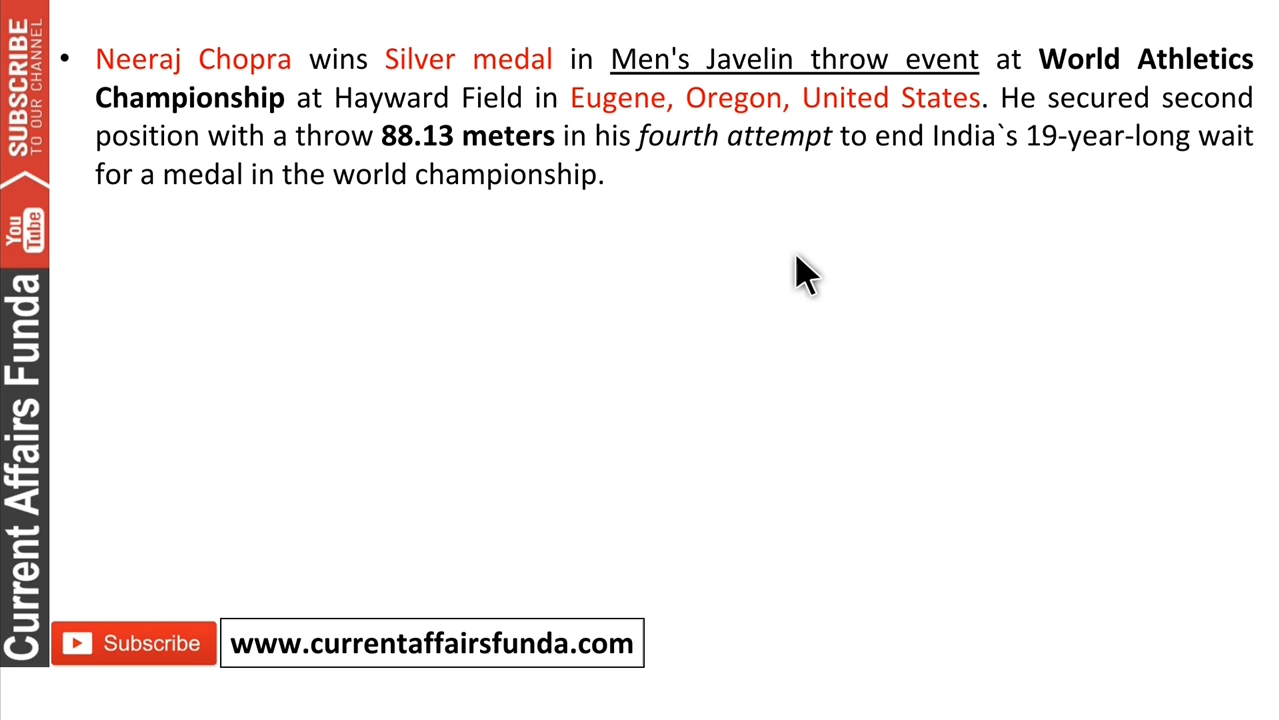 • Neeraj Chopra wins Silver medal in Men's Javelin throw event at World Athletics
Championship at Hayward Field in Eugene, Oregon, United States. He secured second
position with a throw 88.13 meters in his fourth attempt to end India`s 19-year-long wait
for a medal in the world championship.
SUBSCRIBE
TO OUR CHANNEL
You
Tube
Current Affairs Funda
Subscribe
www.currentaffairsfunda.com